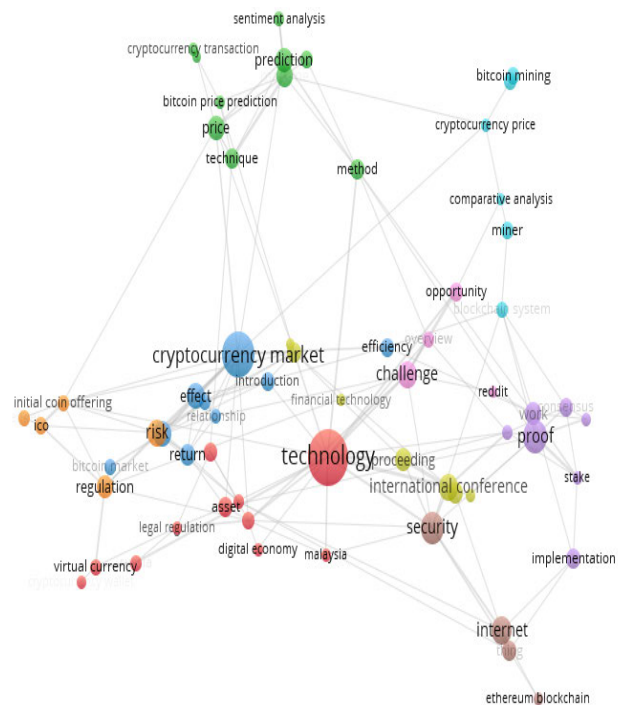 sentiment analysis
cryptocurrency transaction
prediction
bitcoin mining
bitcoin price prediction
price
cryptocurrency price
technique
method
comparative analysis
miner
opportunity
blockchain system
overview
efficiency
cryptocurrency market
introduction
challenge
effect
financial technology
reddit
initial coin offering
relationship
work
consensus
ico
risk
proof
return
technology
proceeding
bitcoin market
stake
regulation
international conference
asset
legal regulation
security
digital economy
malaysia
virtual currency
implementation
cryptocurrency wallet
internet
thing
ethereum blockchain